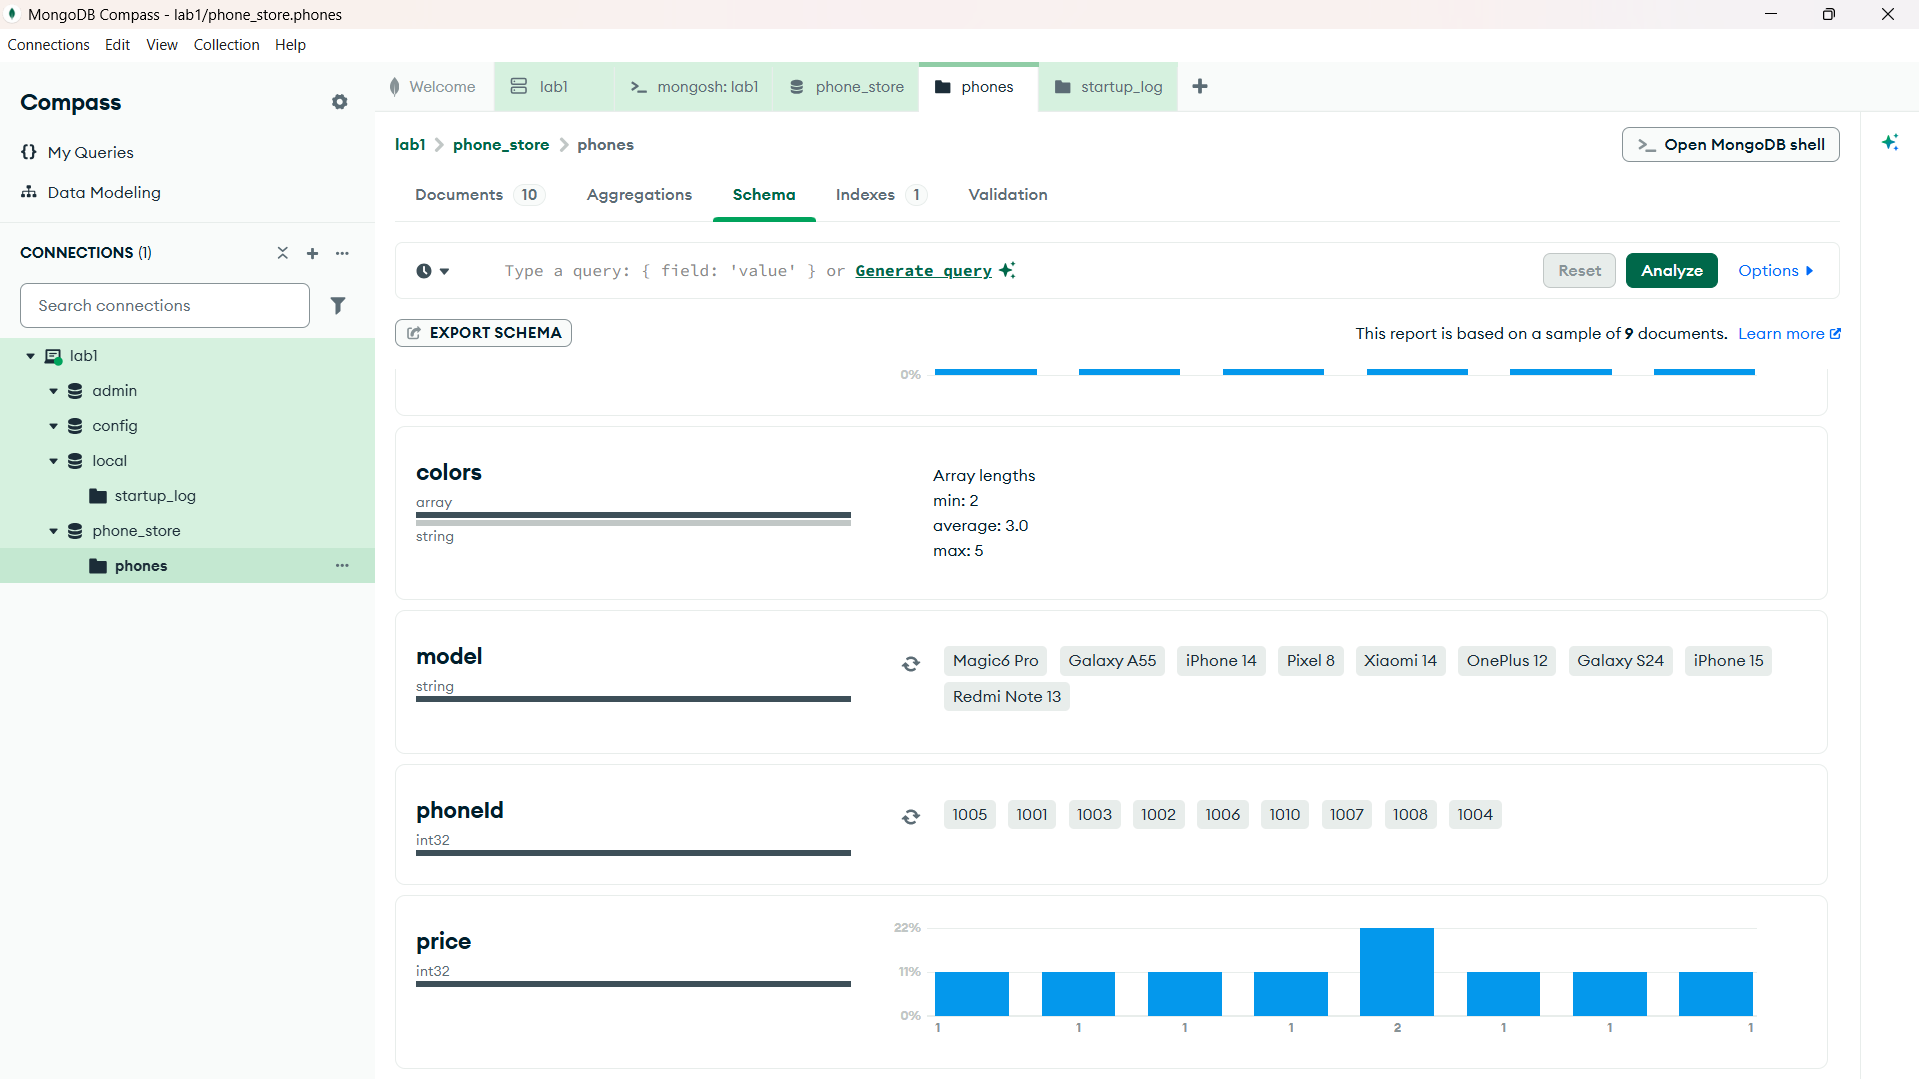 MongoDB Compass - lab1/phone_store.phones
Connections Edit View Collection Help
Compass
My Queries
Data Modeling
CONNECTIONS (1)
Search connections
lab1
admin
config
local
startup_log
phone_store
phones
Welcome lab1 mongosh: lab1 phone_store phones startup_log
lab1 > phone_store > phones
>_ Open MongoDB shell
Documents 10 Aggregations Schema Indexes 1 Validation
Type a query: { field: 'value' } or Generate query
Reset Analyze Options
EXPORT SCHEMA
This report is based on a sample of 9 documents. Learn more
0%
colors
array
string
Array lengths
min: 2
average: 3.0
max: 5
model
string
Magic6 Pro Galaxy A55 iPhone 14 Pixel 8 Xiaomi 14 OnePlus 12 Galaxy S24 iPhone 15
Redmi Note 13
phoneId
int32
1005 1001 1003 1002 1006 1010 1007 1008 1004
price
int32
22%
11%
0%
1 1 1 1 2 1 1 1